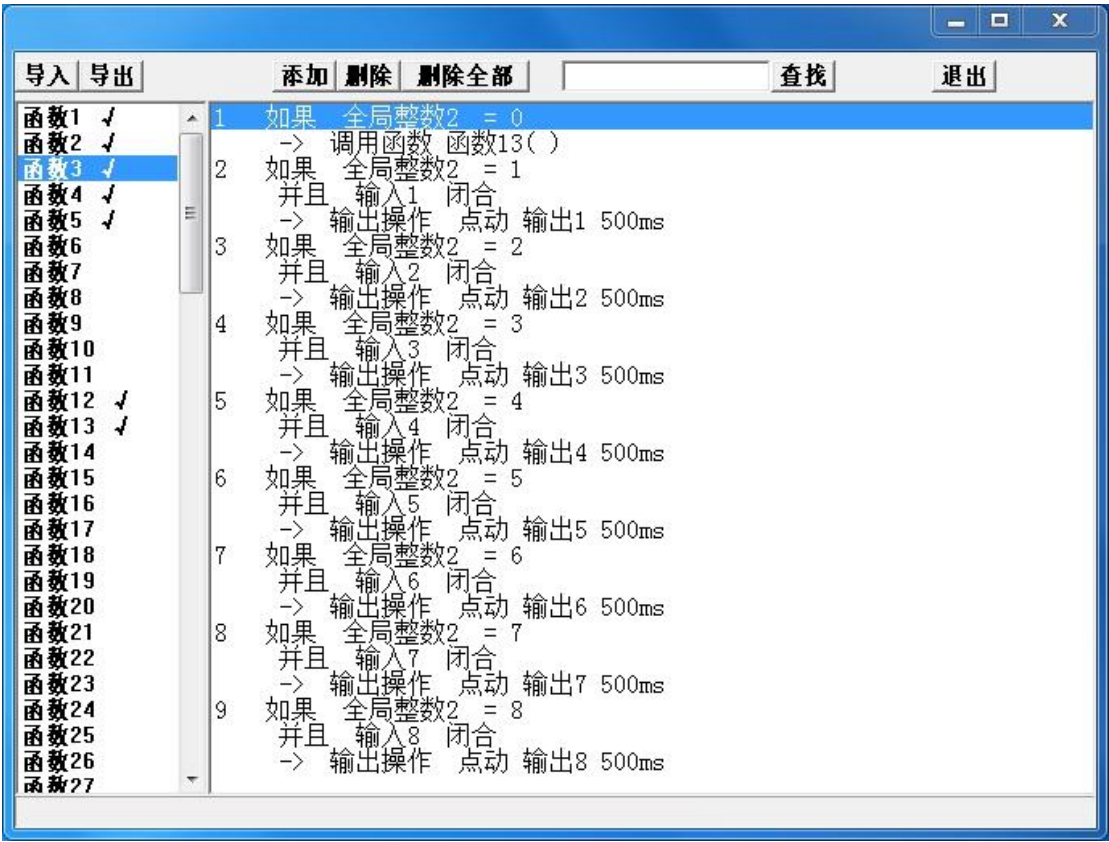 导入 导出 添加 删除 删除全部 查找 退出
函数1 √
函数2 √
函数3 √
函数4 √
函数5 √
函数6
函数7
函数8
函数9
函数10
函数11
函数12 √
函数13 √
函数14
函数15
函数16
函数17
函数18
函数19
函数20
函数21
函数22
函数23
函数24
函数25
函数26
函数27
1 如果 全局整数2 = 0
-> 调用函数 函数13( )
2 如果 全局整数2 = 1
并且 输入1 闭合
-> 输出操作 点动 输出1 500ms
3 如果 全局整数2 = 2
并且 输入2 闭合
-> 输出操作 点动 输出2 500ms
4 如果 全局整数2 = 3
并且 输入3 闭合
-> 输出操作 点动 输出3 500ms
5 如果 全局整数2 = 4
并且 输入4 闭合
-> 输出操作 点动 输出4 500ms
6 如果 全局整数2 = 5
并且 输入5 闭合
-> 输出操作 点动 输出5 500ms
7 如果 全局整数2 = 6
并且 输入6 闭合
-> 输出操作 点动 输出6 500ms
8 如果 全局整数2 = 7
并且 输入7 闭合
-> 输出操作 点动 输出7 500ms
9 如果 全局整数2 = 8
并且 输入8 闭合
-> 输出操作 点动 输出8 500ms